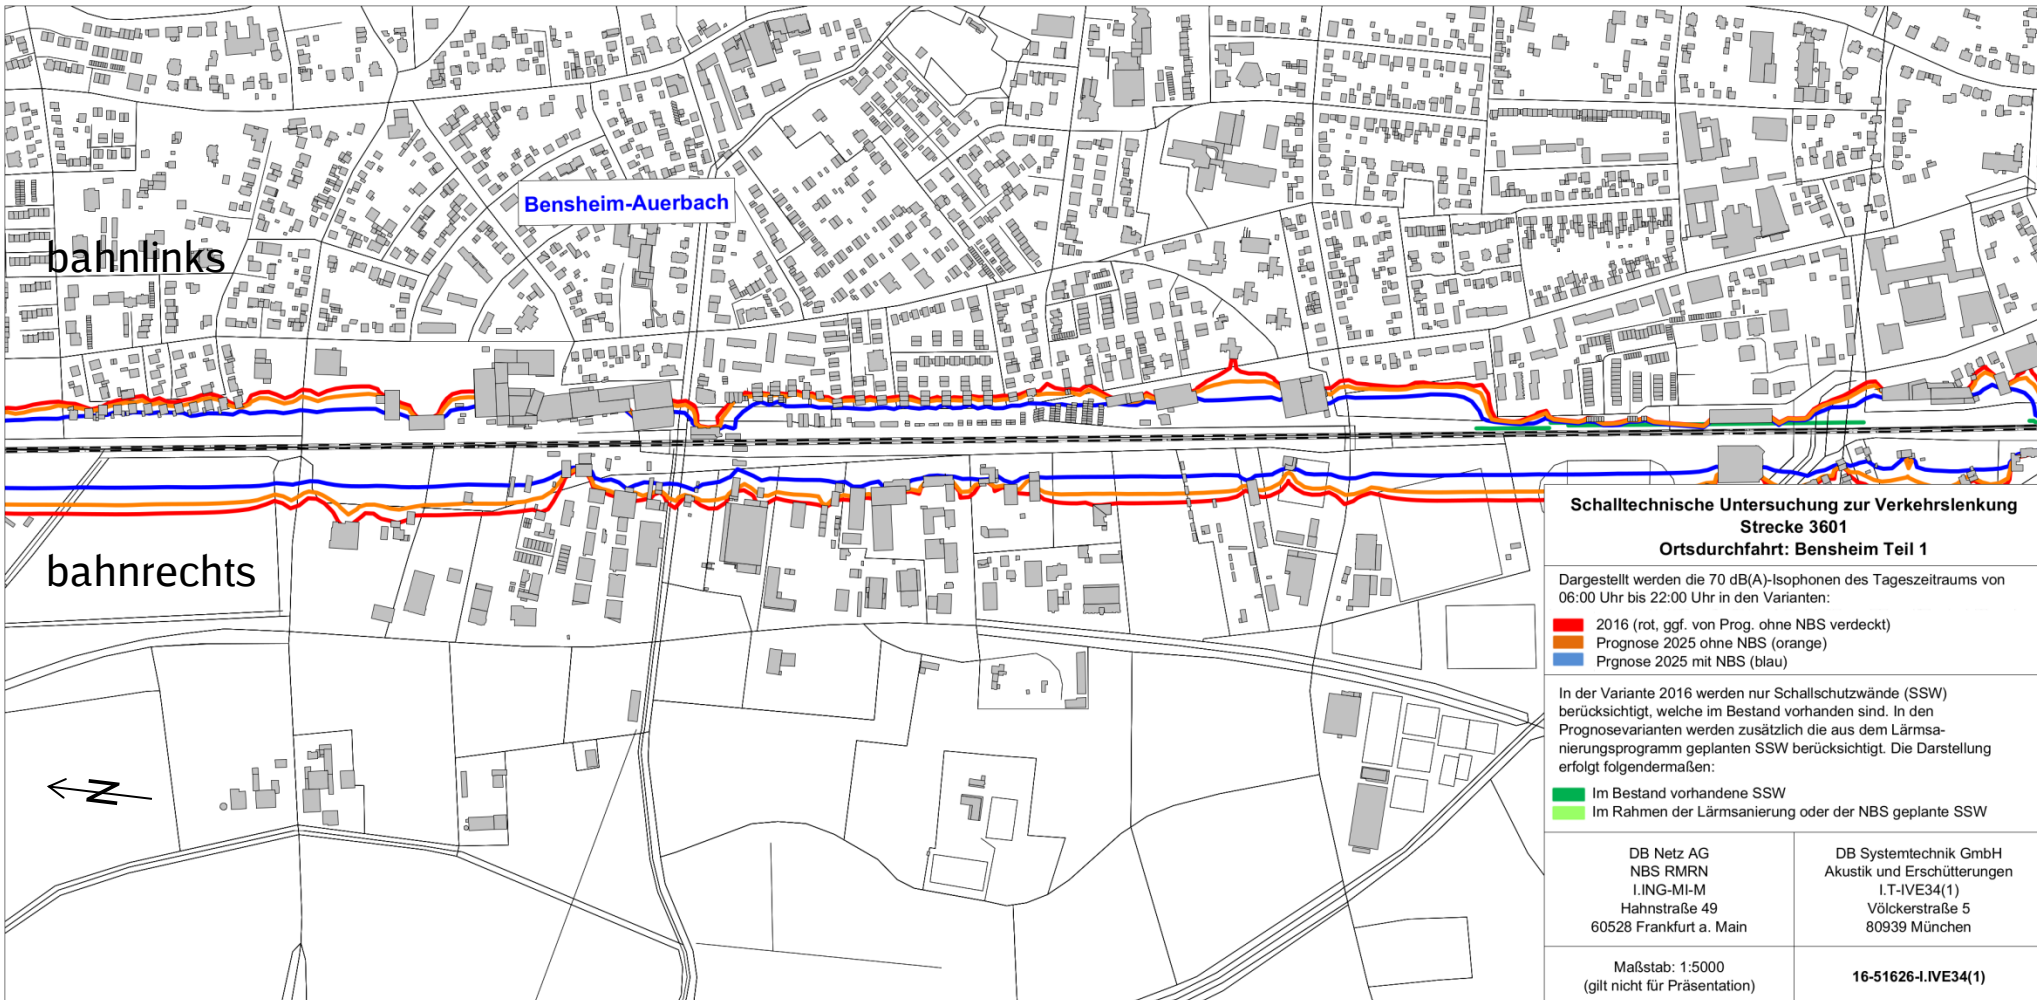 Bensheim-Auerbach
bahnlinks
bahnrechts
N
Schalltechnische Untersuchung zur Verkehrslenkung
Strecke 3601
Ortsdurchfahrt: Bensheim Teil 1
Dargestellt werden die 70 dB(A)-Isophonen des Tageszeitraums von
06:00 Uhr bis 22:00 Uhr in den Varianten:
2016 (rot, ggf. von Prog. ohne NBS verdeckt)
Prognose 2025 ohne NBS (orange)
Prgnose 2025 mit NBS (blau)
In der Variante 2016 werden nur Schallschutzwände (SSW)
berücksichtigt, welche im Bestand vorhanden sind. In den
Prognosevarianten werden zusätzlich die aus dem Lärmsa-
nierungsprogramm geplanten SSW berücksichtigt. Die Darstellung
erfolgt folgendermaßen:
Im Bestand vorhandene SSW
Im Rahmen der Lärmsanierung oder der NBS geplante SSW
DB Netz AG
NBS RMRN
I.ING-MI-M
Hahnstraße 49
60528 Frankfurt a. Main
DB Systemtechnik GmbH
Akustik und Erschütterungen
I.T-IVE34(1)
Völckerstraße 5
80939 München
Maßstab: 1:5000
(gilt nicht für Präsentation)
16-51626-I.IVE34(1)